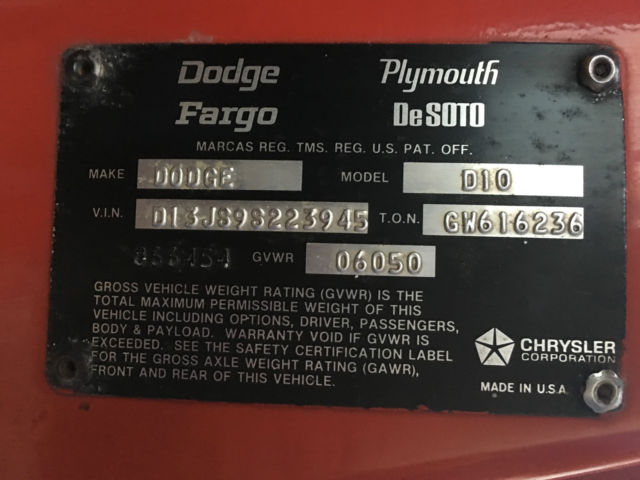 Dodge Plymouth
Fargo De SOTO
MARCAS REG. TMS. REG. U.S. PAT. OFF.
MAKE DODGE MODEL D10
V.I.N. D13JS9S223945 T.O.N. GW616236
GVWR 06050
GROSS VEHICLE WEIGHT RATING (GVWR) IS THE
TOTAL MAXIMUM PERMISSIBLE WEIGHT OF THIS
VEHICLE INCLUDING OPTIONS, DRIVER, PASSENGERS,
BODY & PAYLOAD. WARRANTY VOID IF GVWR IS
EXCEEDED. SEE THE SAFETY CERTIFICATION LABEL
FOR THE GROSS AXLE WEIGHT RATING (GAWR),
FRONT AND REAR OF THIS VEHICLE.
CHRYSLER
CORPORATION
MADE IN U.S.A